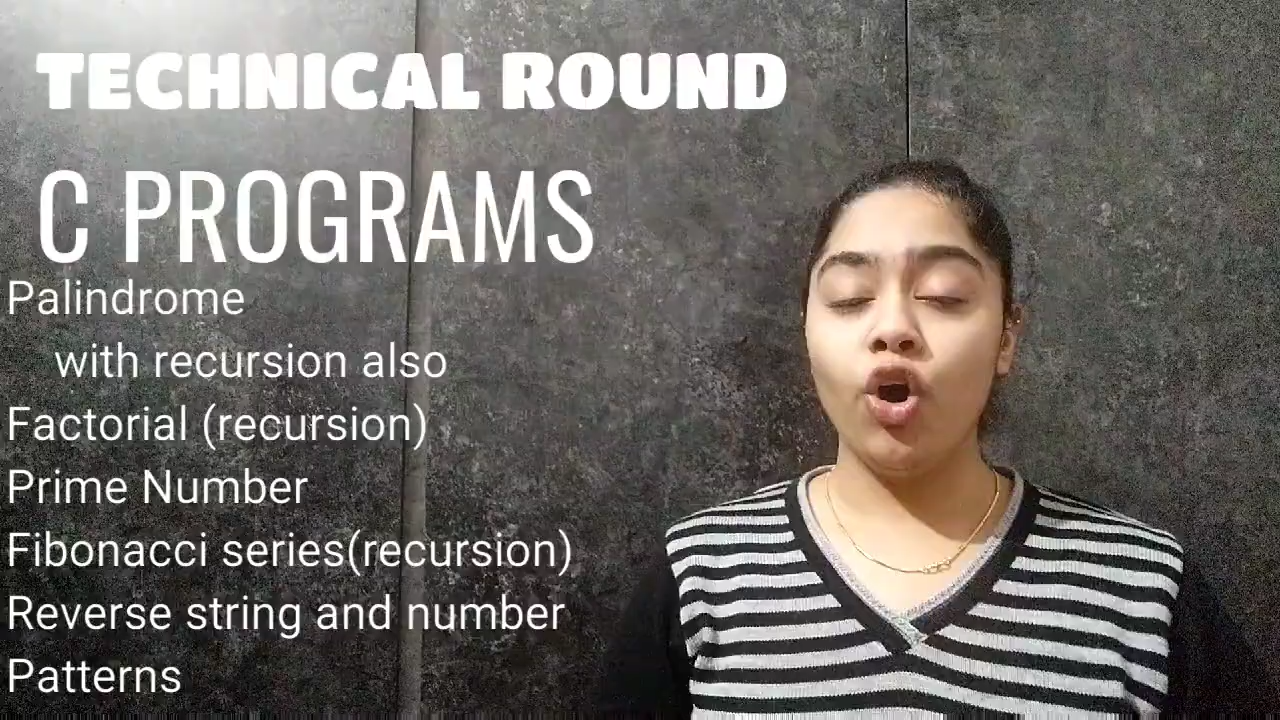 TECHNICAL ROUND
C PROGRAMS
Palindrome
with recursion also
Factorial (recursion)
Prime Number
Fibonacci series(recursion)
Reverse string and number
Patterns